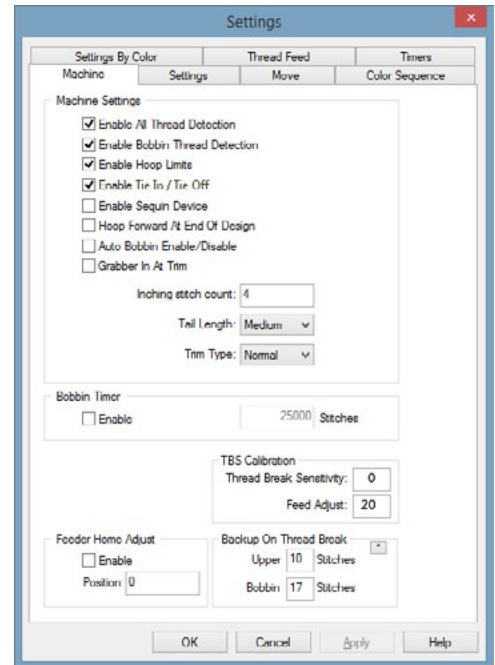 Settings
Settings By Color Thread Feed Timers
Machine Settings Move Color Sequence
Machine Settings
Enable All Thread Detection
Enable Bobbin Thread Detection
Enable Hoop Limits
Enable Tie In / Tie Off
Enable Sequin Device
Hoop Forward At End Of Design
Auto Bobbin Enable/Disable
Grabber In At Trim
Inching stitch count: 4
Tail Length: Medium
Trim Type: Normal
Bobbin Timer
Enable 25000 Stitches
TBS Calibration
Thread Break Sensitivity: 0
Feed Adjust: 20
Feeder Home Adjust
Enable
Position 0
Backup On Thread Break
Upper 10 Stitches
Bobbin 17 Stitches
OK Cancel Apply Help